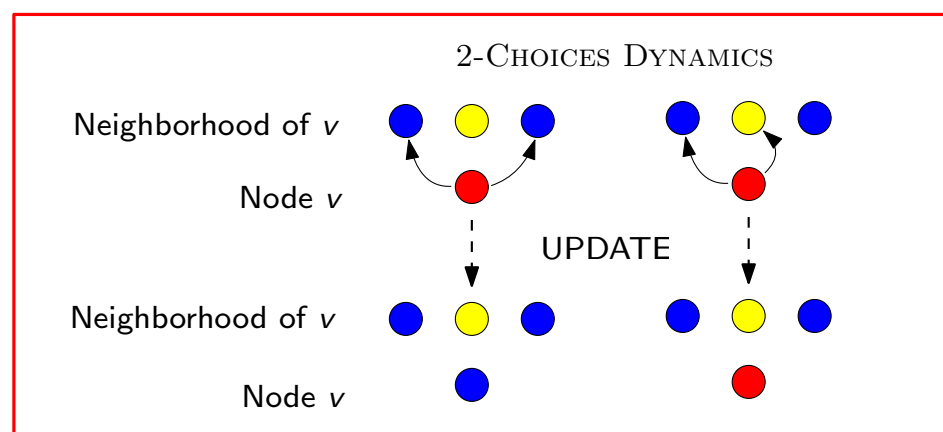 2-CHOICES DYNAMICS
Neighborhood of v
Node v
UPDATE
Neighborhood of v
Node v